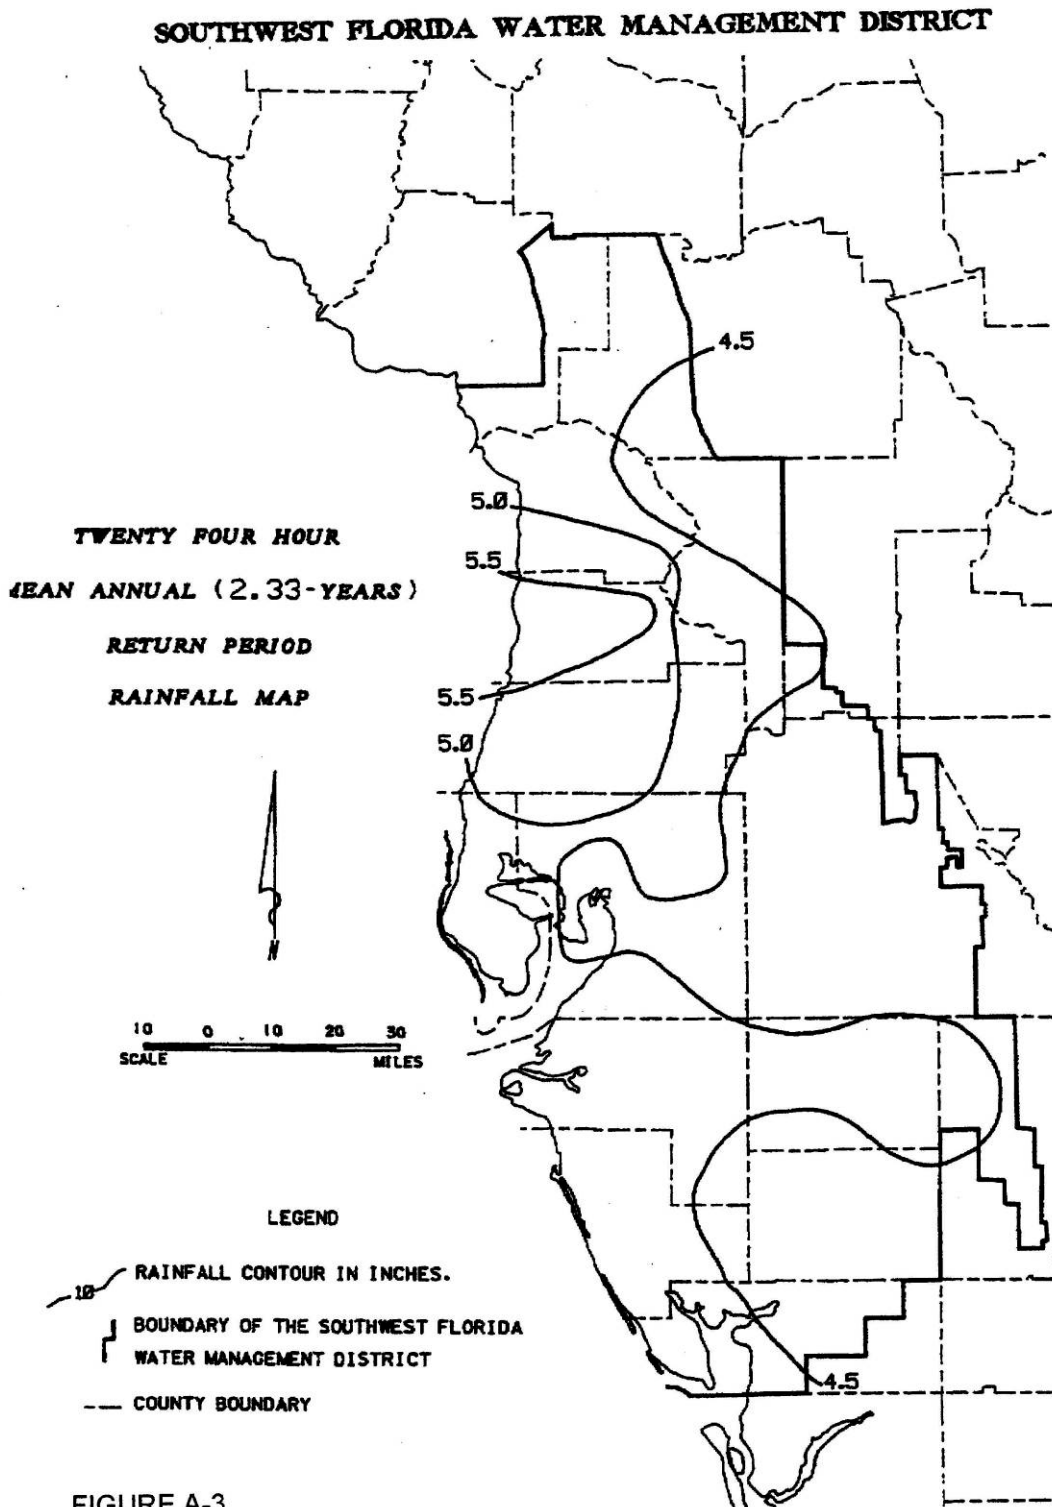 SOUTHWEST FLORIDA WATER MANAGEMENT DISTRICT
4.5
5.0
5.5
TWENTY FOUR HOUR
MEAN ANNUAL (2.33-YEARS)
RETURN PERIOD
RAINFALL MAP
5.5
5.0
N
10 0 10 20 30
SCALE MILES
LEGEND
10 RAINFALL CONTOUR IN INCHES.
BOUNDARY OF THE SOUTHWEST FLORIDA
WATER MANAGEMENT DISTRICT
COUNTY BOUNDARY
4.5
FIGURE A-3